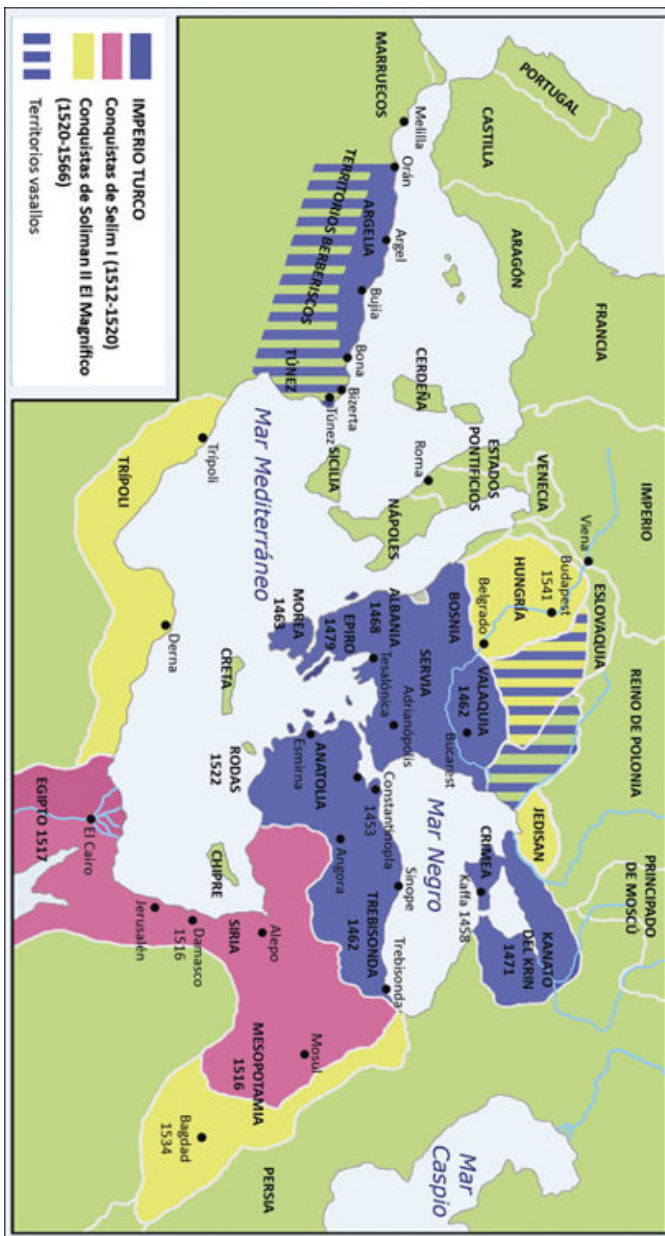 PORTUGAL
CASTILLA
ARAGÓN
FRANCIA
IMPERIO
REINO DE POLONIA
PRINCIPADO
DE MOSCÚ
MARRUECOS
Melilla
Orán
Argel
Bujía
Bona
Bizerta
Túnez
ARGELIA
TERRITORIOS BERBERISCOS
TÚNEZ
CERDEÑA
SICILIA
Roma
ESTADOS
PONTIFICIOS
NÁPOLES
VENECIA
Viena
ESLOVAQUIA
Budapest
1541
HUNGRÍA
Belgrado
BOSNIA
SERVIA
VALAQUIA
1462
Bucarest
ALBANIA
1468
EPIRO
1479
MOREA
1463
Tesalónica
Adrianópolis
Constantinopla
1453
JEDISAN
CRIMEA
Kaffa 1458
KANATO
DEL KRIN
1471
Mar Negro
Mar
Caspio
Sinope
Trebisonda
TREBISONDA
1462
Angora
ANATOLIA
Esmirna
Mar Mediterráneo
CRETA
RODAS
1522
CHIPRE
Trípoli
TRÍPOLI
Derna
EGIPTO 1517
El Cairo
Jerusalén
Damasco
1516
SIRIA
Alepo
Mosul
MESOPOTAMIA
1516
Bagdad
1534
PERSIA
IMPERIO TURCO
Conquistas de Selim I (1512-1520)
Conquistas de Soliman II El Magnífico
(1520-1566)
Territorios vasallos